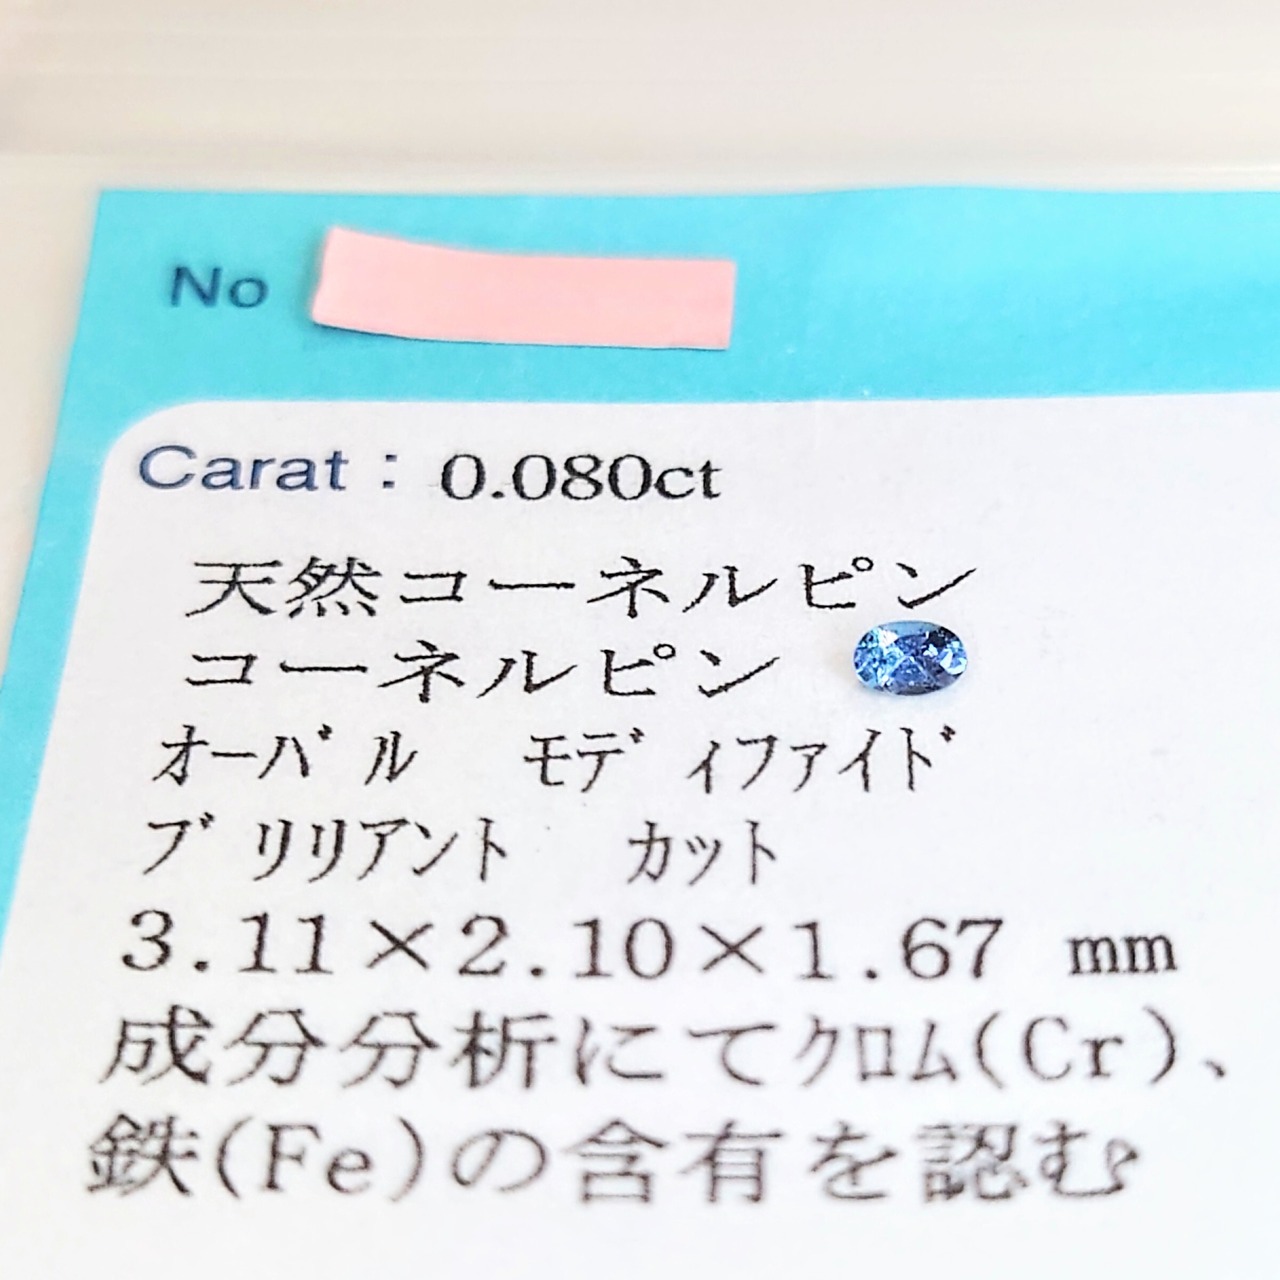 No
Carat : 0.080ct
天然コーネルピン
コーネルピン
ｵｰﾊﾞﾙ ﾓﾃﾞｨﾌｧｲﾄﾞ
ﾌﾞﾘﾘｱﾝﾄ ｶｯﾄ
3.11×2.10×1.67 mm
成分分析にてｸﾛﾑ(Cr)、
鉄(Fe)の含有を認む